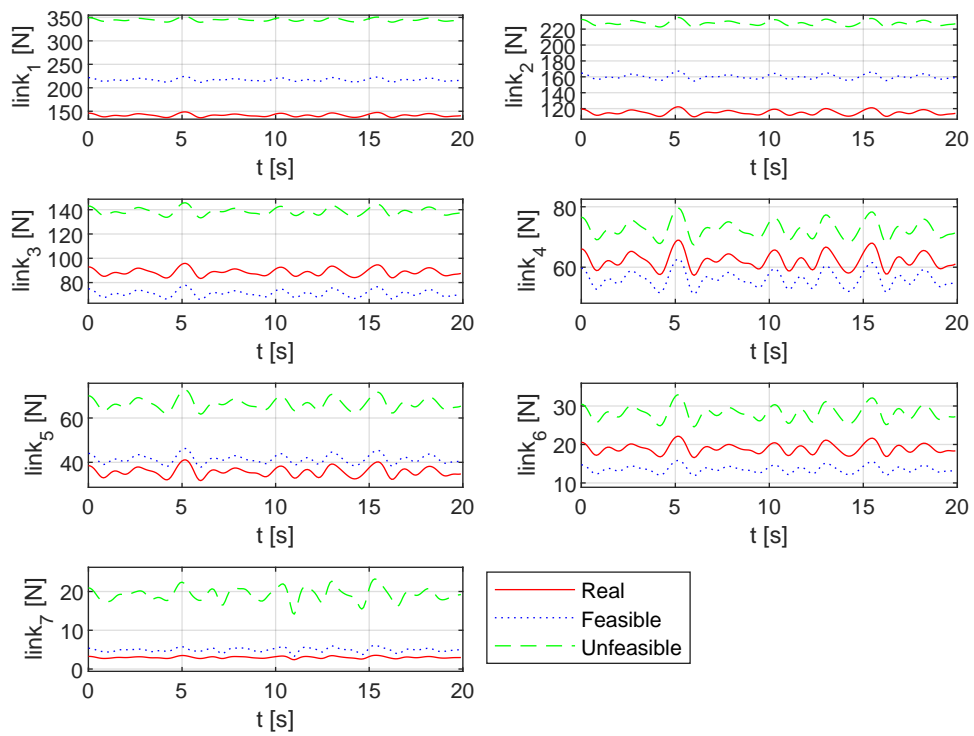 350
300
250
200
150
link1 [N]
0 5 10 15 20
t [s]
220
200
180
160
140
120
link2 [N]
0 5 10 15 20
t [s]
140
120
100
80
link3 [N]
0 5 10 15 20
t [s]
80
60
link4 [N]
0 5 10 15 20
t [s]
60
40
link5 [N]
0 5 10 15 20
t [s]
30
20
10
link6 [N]
0 5 10 15 20
t [s]
20
10
0
link7 [N]
0 5 10 15 20
t [s]
Real
Feasible
Unfeasible